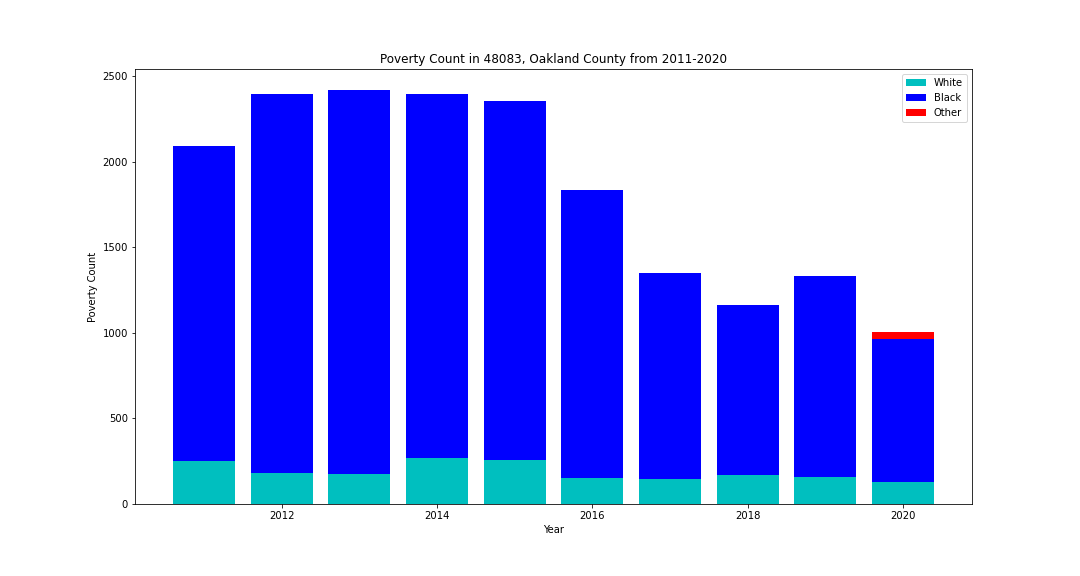 Poverty Count in 48083, Oakland County from 2011-2020
White
Black
Other
2500
2000
1500
1000
500
0
Poverty Count
2012
2014
2016
2018
2020
Year